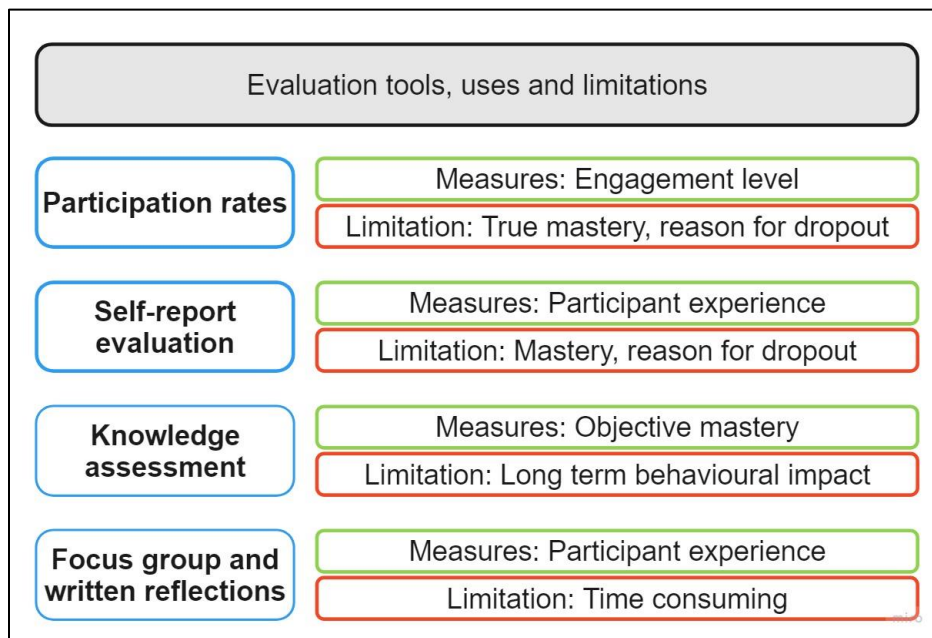 Evaluation tools, uses and limitations
Participation rates
Measures: Engagement level
Limitation: True mastery, reason for dropout
Self-report
evaluation
Measures: Participant experience
Limitation: Mastery, reason for dropout
Knowledge
assessment
Measures: Objective mastery
Limitation: Long term behavioural impact
Focus group and
written reflections
Measures: Participant experience
Limitation: Time consuming
miro